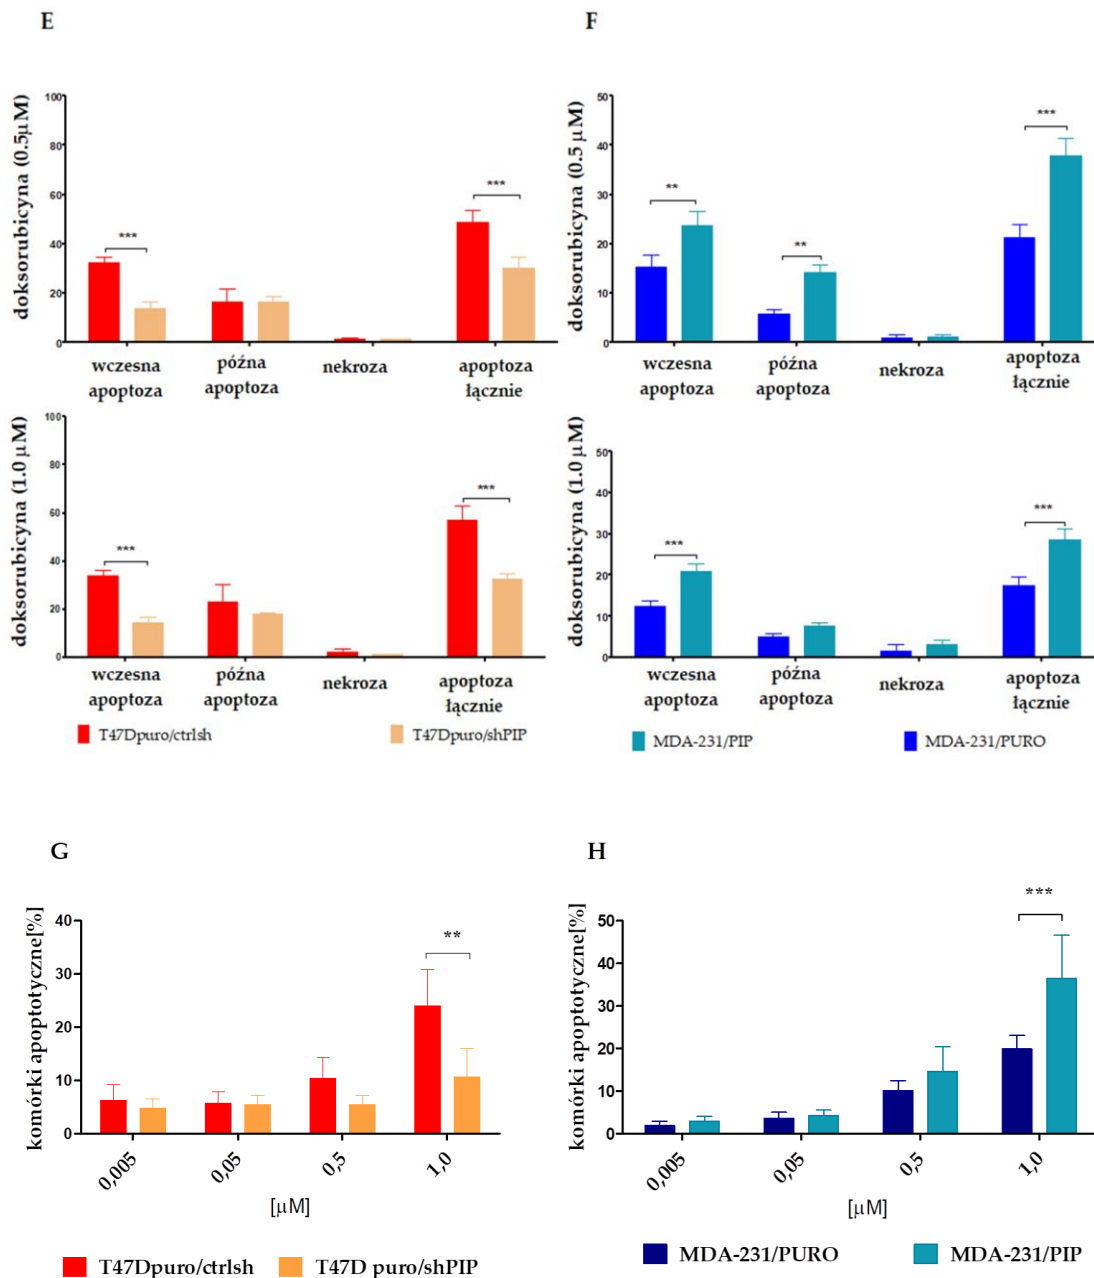 E
doksorubicyna (0.5µM)
100
80
60
40
20
0
***
***
wczesna
apoptoza
późna
apoptoza
nekroza
apoptoza
łącznie
F
doksorubicyna (0.5 µM)
50
40
30
20
10
0
**
**
***
wczesna
apoptoza
późna
apoptoza
nekroza
apoptoza
łącznie
doksorubicyna (1.0 µM)
100
80
60
40
20
0
***
***
wczesna
apoptoza
późna
apoptoza
nekroza
apoptoza
łącznie
T47Dpuro/ctrlsh
T47Dpuro/shPIP
doksorubicyna (1.0 µM)
50
40
30
20
10
0
***
***
wczesna
apoptoza
późna
apoptoza
nekroza
apoptoza
łącznie
MDA-231/PIP
MDA-231/PURO
G
komórki apoptotyczne[%]
40
30
20
10
0
**
0,005
0,05
0,5
1,0
[µM]
T47Dpuro/ctrlsh
T47D puro/shPIP
H
komórki apoptotyczne[%]
50
40
30
20
10
0
***
0,005
0,05
0,5
1,0
[µM]
MDA-231/PURO
MDA-231/PIP